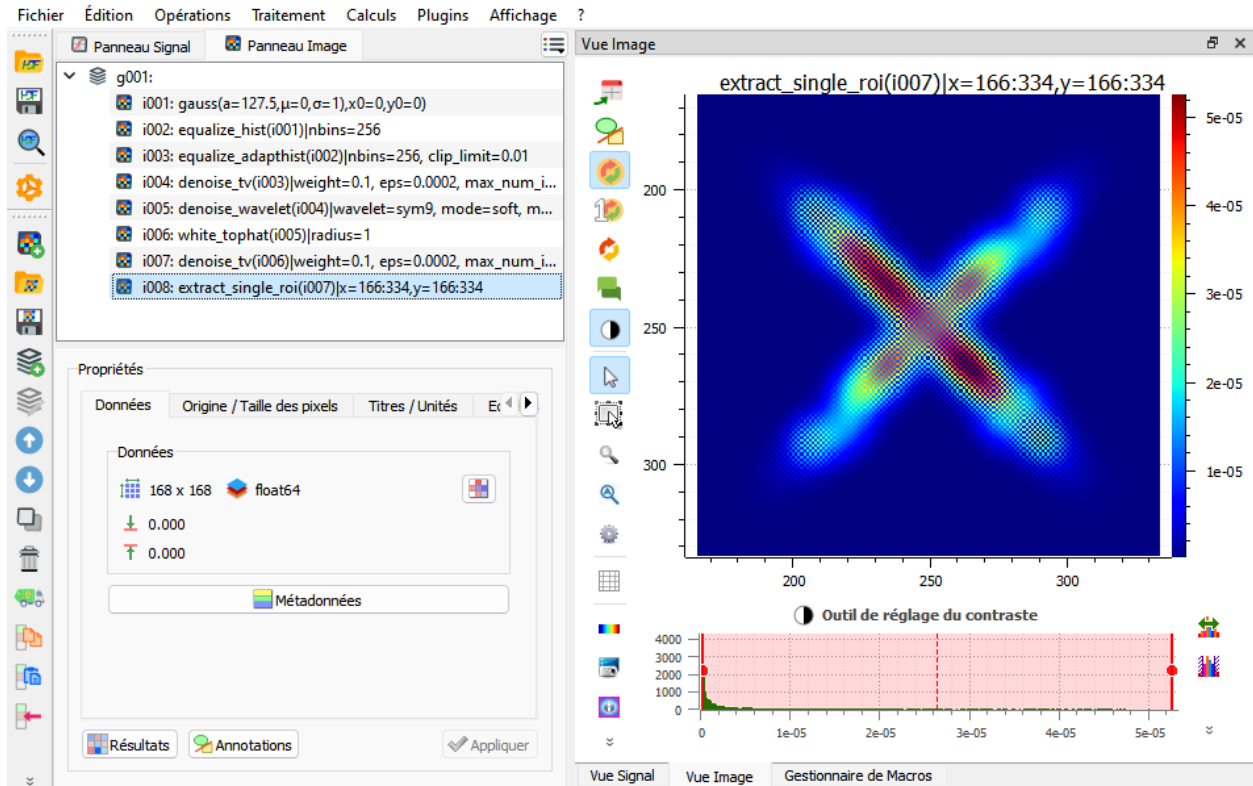 Fichier Édition Opérations Traitement Calculs Plugins Affichage ?
Panneau Signal Panneau Image
g001:
i001: gauss(a=127.5,μ=0,σ=1),x0=0,y0=0)
i002: equalize_hist(i001)|nbins=256
i003: equalize_adapthist(i002)|nbins=256, clip_limit=0.01
i004: denoise_tv(i003)|weight=0.1, eps=0.0002, max_num_i...
i005: denoise_wavelet(i004)|wavelet=sym9, mode=soft, m...
i006: white_tophat(i005)|radius=1
i007: denoise_tv(i006)|weight=0.1, eps=0.0002, max_num_i...
i008: extract_single_roi(i007)|x=166:334,y=166:334
Propriétés
Données Origine / Taille des pixels Titres / Unités
Données
168 x 168 float64
0.000
0.000
Métadonnées
Résultats Annotations Appliquer
Vue Image
extract_single_roi(i007)|x=166:334,y=166:334
200
250
300
200 250 300
5e-05
4e-05
3e-05
2e-05
1e-05
Outil de réglage du contraste
4000
3000
2000
1000
0
0 1e-05 2e-05 3e-05 4e-05 5e-05
Vue Signal Vue Image Gestionnaire de Macros